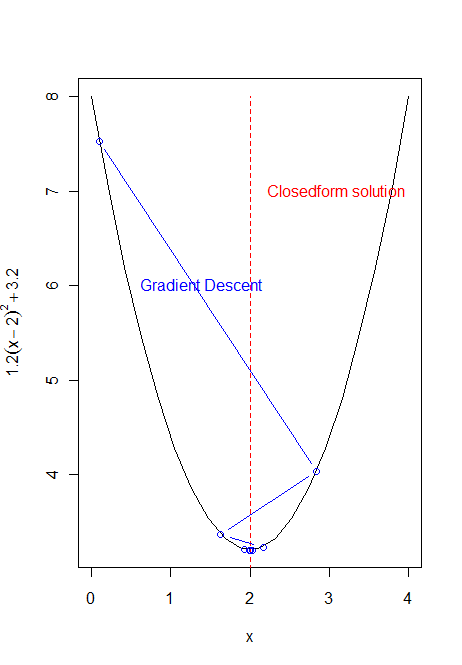 8
7
6
5
4
1.2(x−2)²+3.2
Closedform solution
Gradient Descent
0 1 2 3 4
x